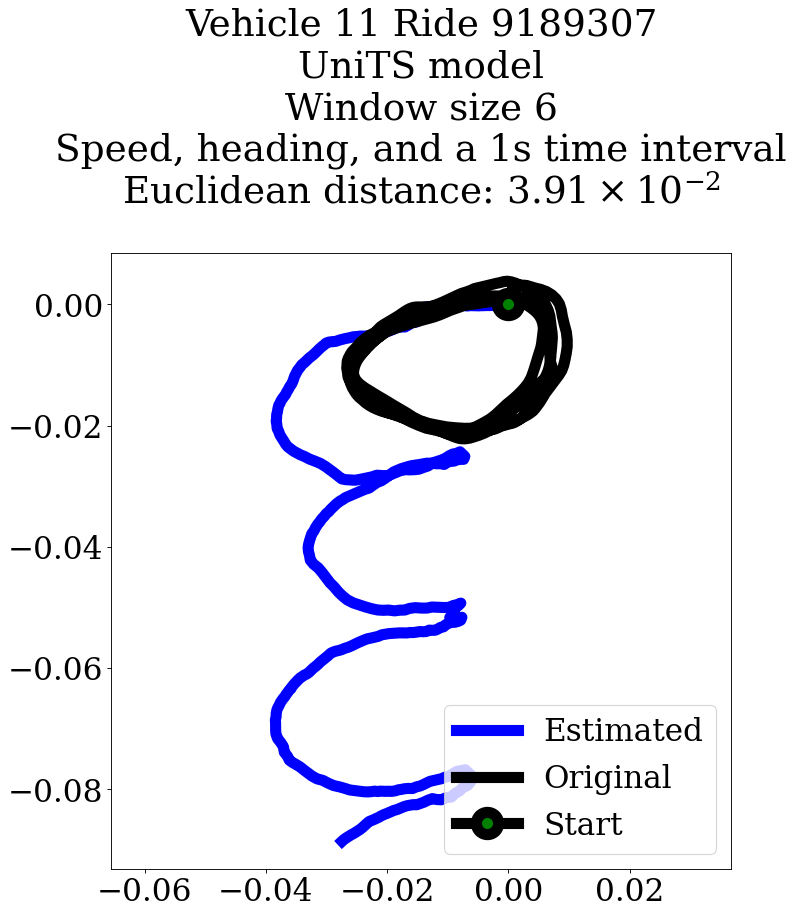 Vehicle 11 Ride 9189307
UniTS model
Window size 6
Speed, heading, and a 1s time interval
Euclidean distance: 3.91 × 10⁻²
0.00
−0.02
−0.04
−0.06
−0.08
Estimated
Original
Start
−0.06 −0.04 −0.02 0.00 0.02